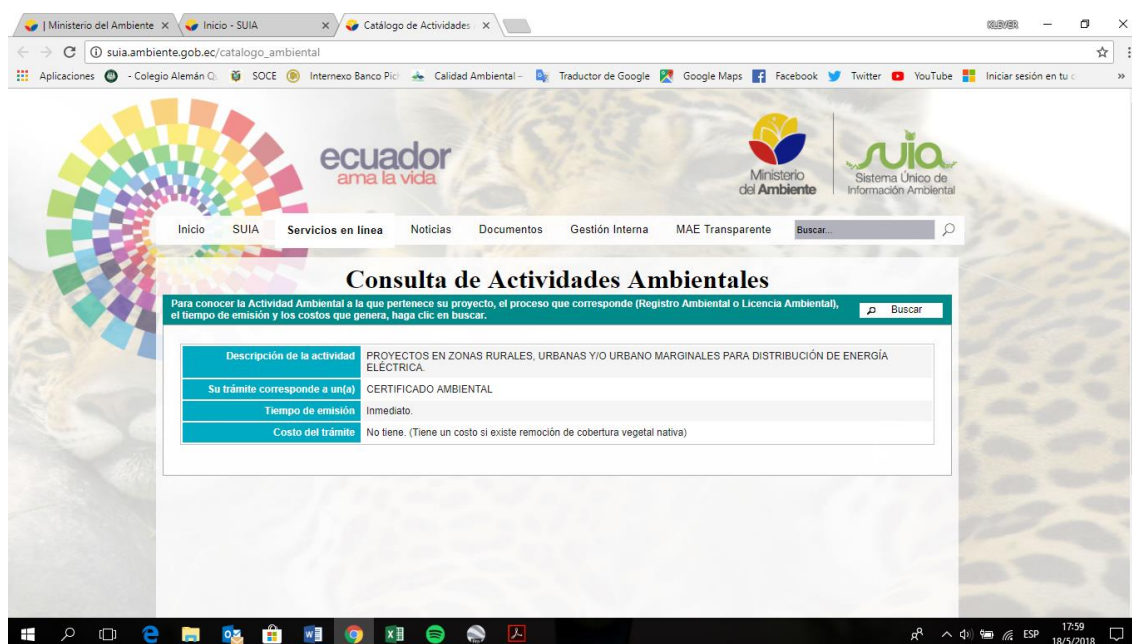 | Ministerio del Ambiente
Inicio - SUIA
Catálogo de Actividades
KLEVER
suia.ambiente.gob.ec/catalogo_ambiental
Aplicaciones
- Colegio Alemán Q
SOCE
Internexo Banco Pich
Calidad Ambiental –
Traductor de Google
Google Maps
Facebook
Twitter
YouTube
Iniciar sesión en tu c
»
ecuador
ama la vida
Ministerio
del Ambiente
suia
Sistema Único de
Información Ambiental
Inicio
SUIA
Servicios en línea
Noticias
Documentos
Gestión Interna
MAE Transparente
Buscar...
Consulta de Actividades Ambientales
Para conocer la Actividad Ambiental a la que pertenece su proyecto, el proceso que corresponde (Registro Ambiental o Licencia Ambiental),
el tiempo de emisión y los costos que genera, haga clic en buscar.
Buscar
Descripción de la actividad PROYECTOS EN ZONAS RURALES, URBANAS Y/O URBANO MARGINALES PARA DISTRIBUCIÓN DE ENERGÍA
ELÉCTRICA.
Su trámite corresponde a un(a) CERTIFICADO AMBIENTAL
Tiempo de emisión Inmediato.
Costo del trámite No tiene. (Tiene un costo si existe remoción de cobertura vegetal nativa)
ESP
17:59
18/5/2018